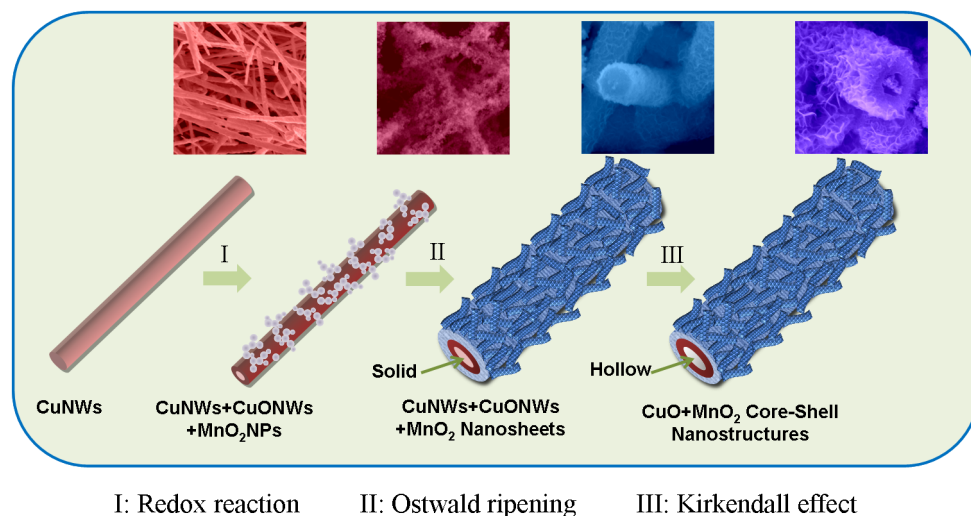 I
II
III
Solid
Hollow
CuNWs
CuNWs+CuONWs
+MnO₂NPs
CuNWs+CuONWs
+MnO₂ Nanosheets
CuO+MnO₂ Core-Shell
Nanostructures
I: Redox reaction II: Ostwald ripening III: Kirkendall effect